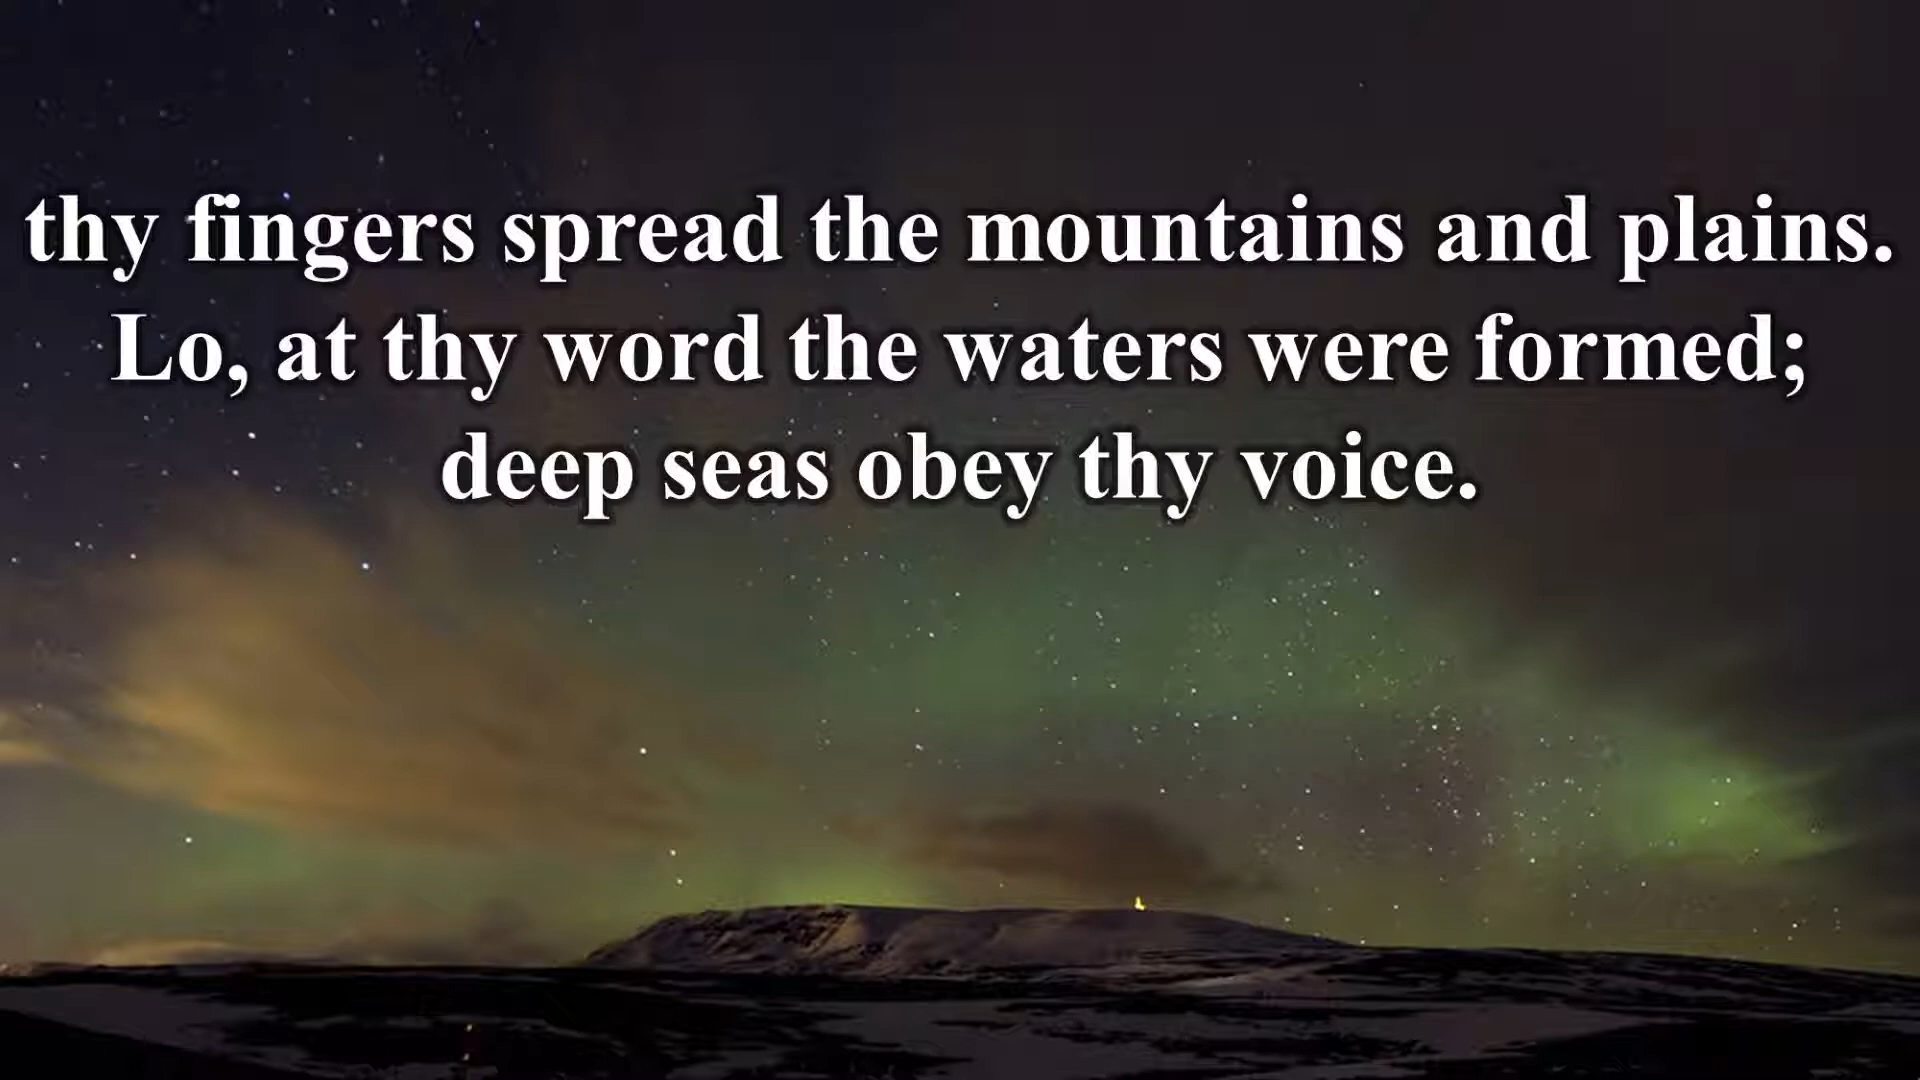 thy fingers spread the mountains and plains.
Lo, at thy word the waters were formed;
deep seas obey thy voice.